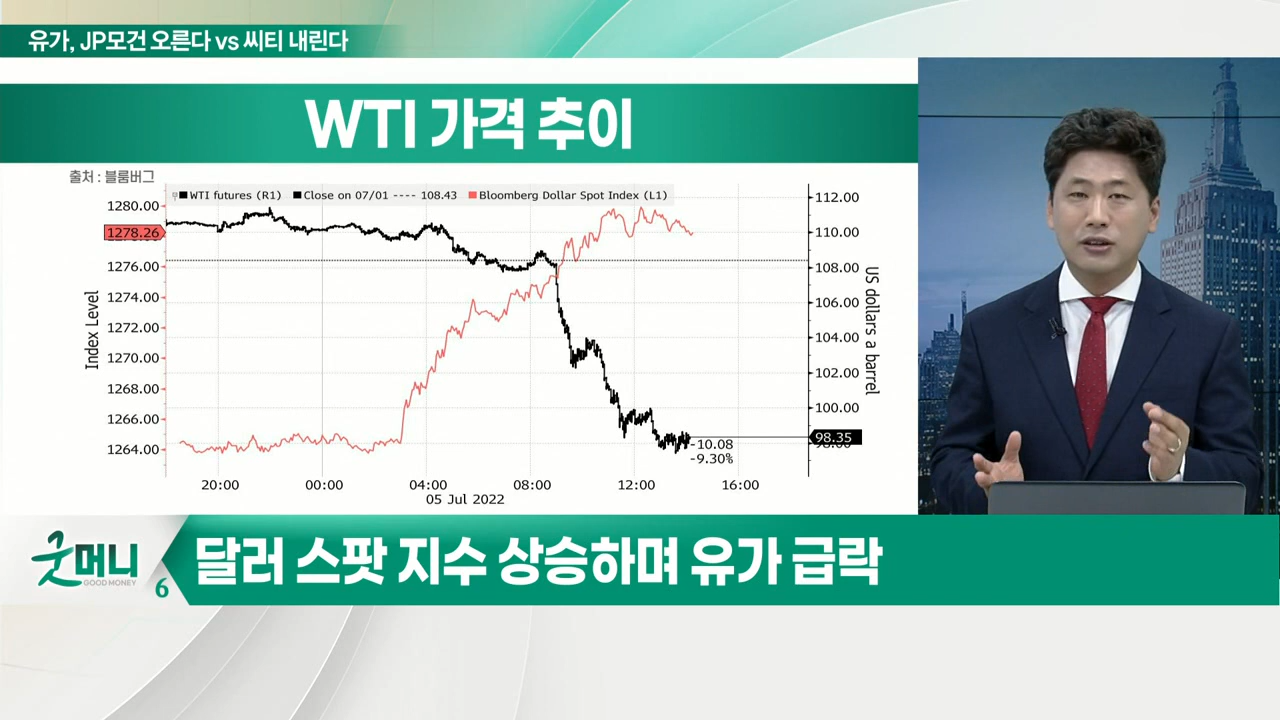 유가, JP모건 오른다 vs 씨티 내린다
WTI 가격 추이
출처 : 블룸버그
WTI futures (R1) Close on 07/01 ---- 108.43 Bloomberg Dollar Spot Index (L1)
1280.00
1278.26
1276.00
1274.00
1272.00
1270.00
1268.00
1266.00
1264.00
Index Level
112.00
110.00
108.00
106.00
104.00
102.00
100.00
98.35
98.00
US dollars a barrel
-10.08
-9.30%
20:00 00:00 04:00 08:00 12:00 16:00
05 Jul 2022
굿머니
GOOD MONEY
6
달러 스팟 지수 상승하며 유가 급락